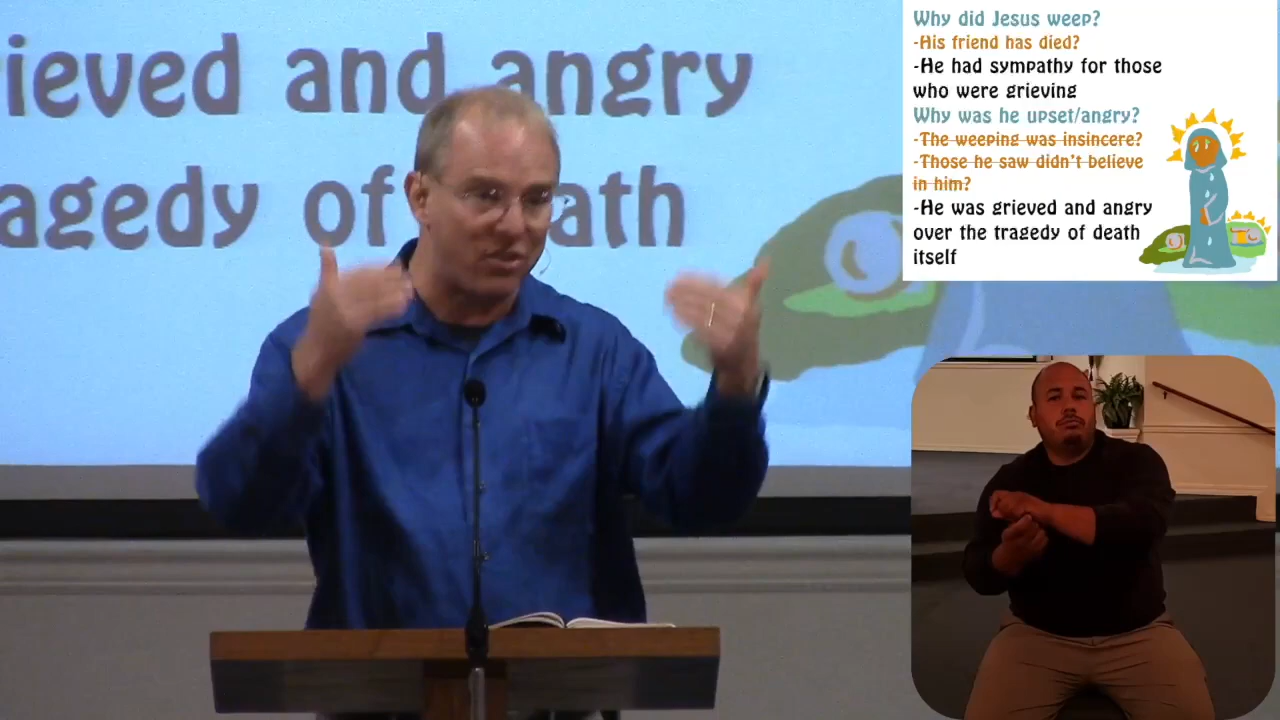 ieved and angry
agedy of ath
Why did Jesus weep?
-His friend has died?
-He had sympathy for those
who were grieving
Why was he upset/angry?
-The weeping was insincere?
-Those he saw didn't believe
in him?
-He was grieved and angry
over the tragedy of death
itself